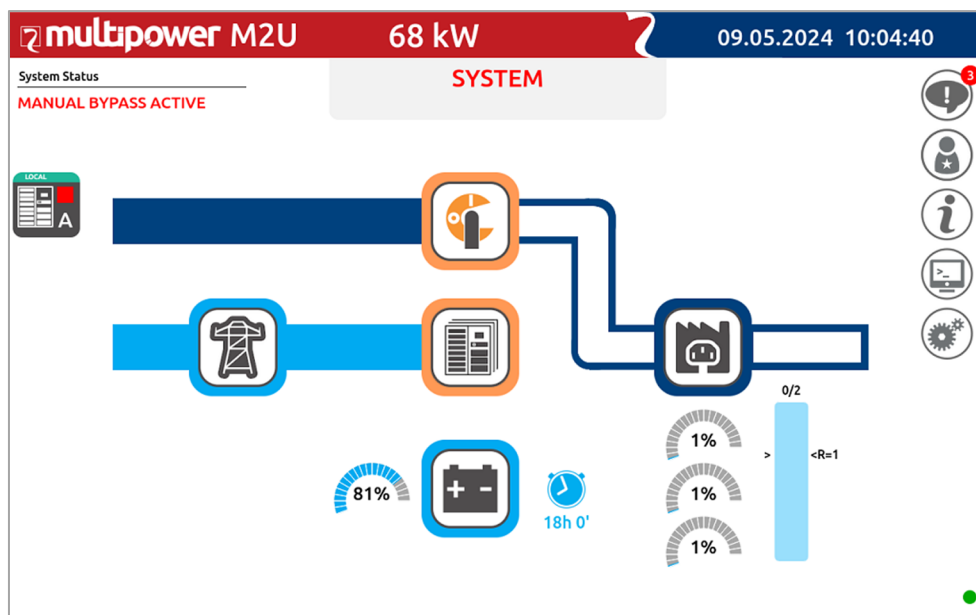 multipower M2U 68 kW 09.05.2024 10:04:40
System Status
MANUAL BYPASS ACTIVE
SYSTEM
3
LOCAL
A
0/2
1%
> <R=1
81%
1%
18h 0'
1%